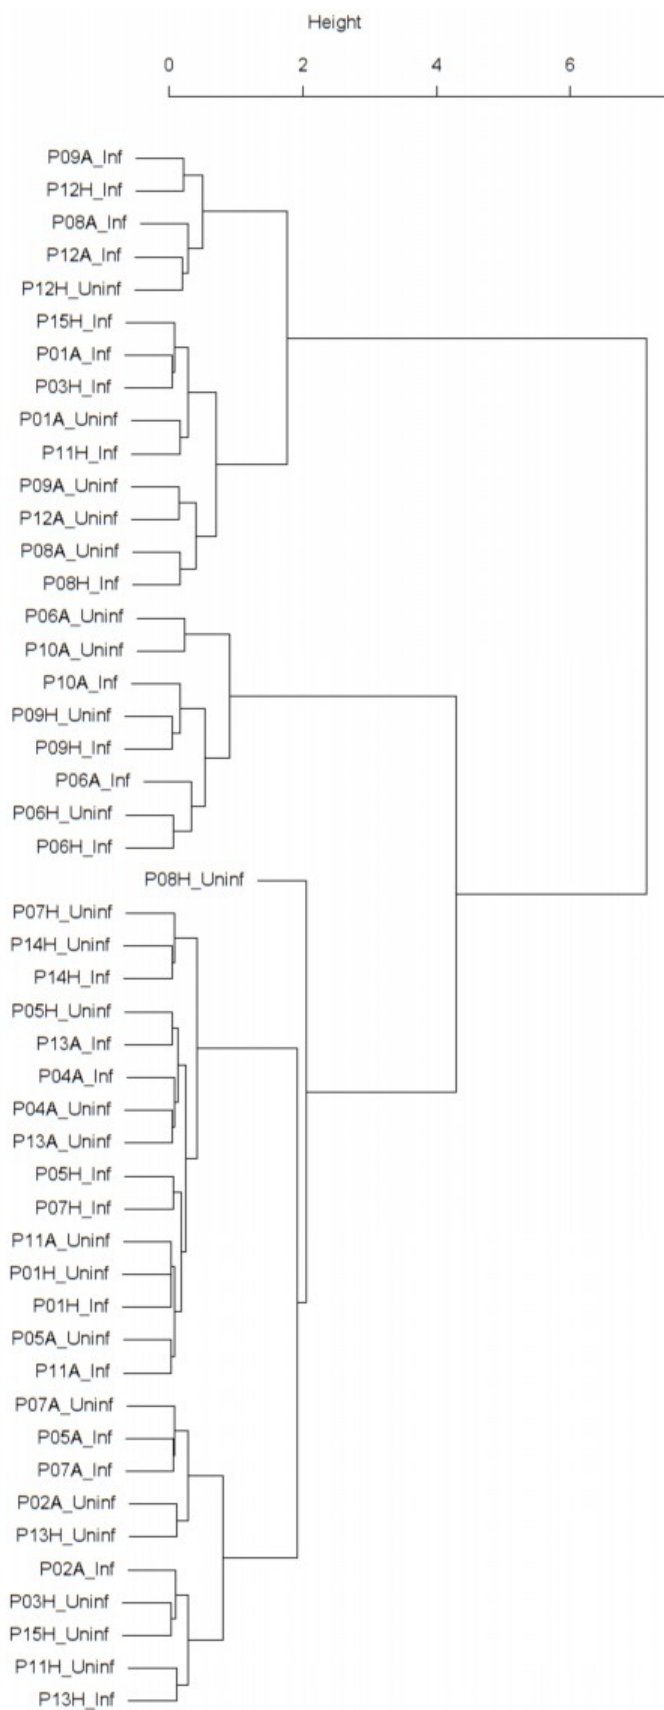 Height
0 2 4 6
P09A_Inf
P12H_Inf
P08A_Inf
P12A_Inf
P12H_Uninf
P15H_Inf
P01A_Inf
P03H_Inf
P01A_Uninf
P11H_Inf
P09A_Uninf
P12A_Uninf
P08A_Uninf
P08H_Inf
P06A_Uninf
P10A_Uninf
P10A_Inf
P09H_Uninf
P09H_Inf
P06A_Inf
P06H_Uninf
P06H_Inf
P08H_Uninf
P07H_Uninf
P14H_Uninf
P14H_Inf
P05H_Uninf
P13A_Inf
P04A_Inf
P04A_Uninf
P13A_Uninf
P05H_Inf
P07H_Inf
P11A_Uninf
P01H_Uninf
P01H_Inf
P05A_Uninf
P11A_Inf
P07A_Uninf
P05A_Inf
P07A_Inf
P02A_Uninf
P13H_Uninf
P02A_Inf
P03H_Uninf
P15H_Uninf
P11H_Uninf
P13H_Inf